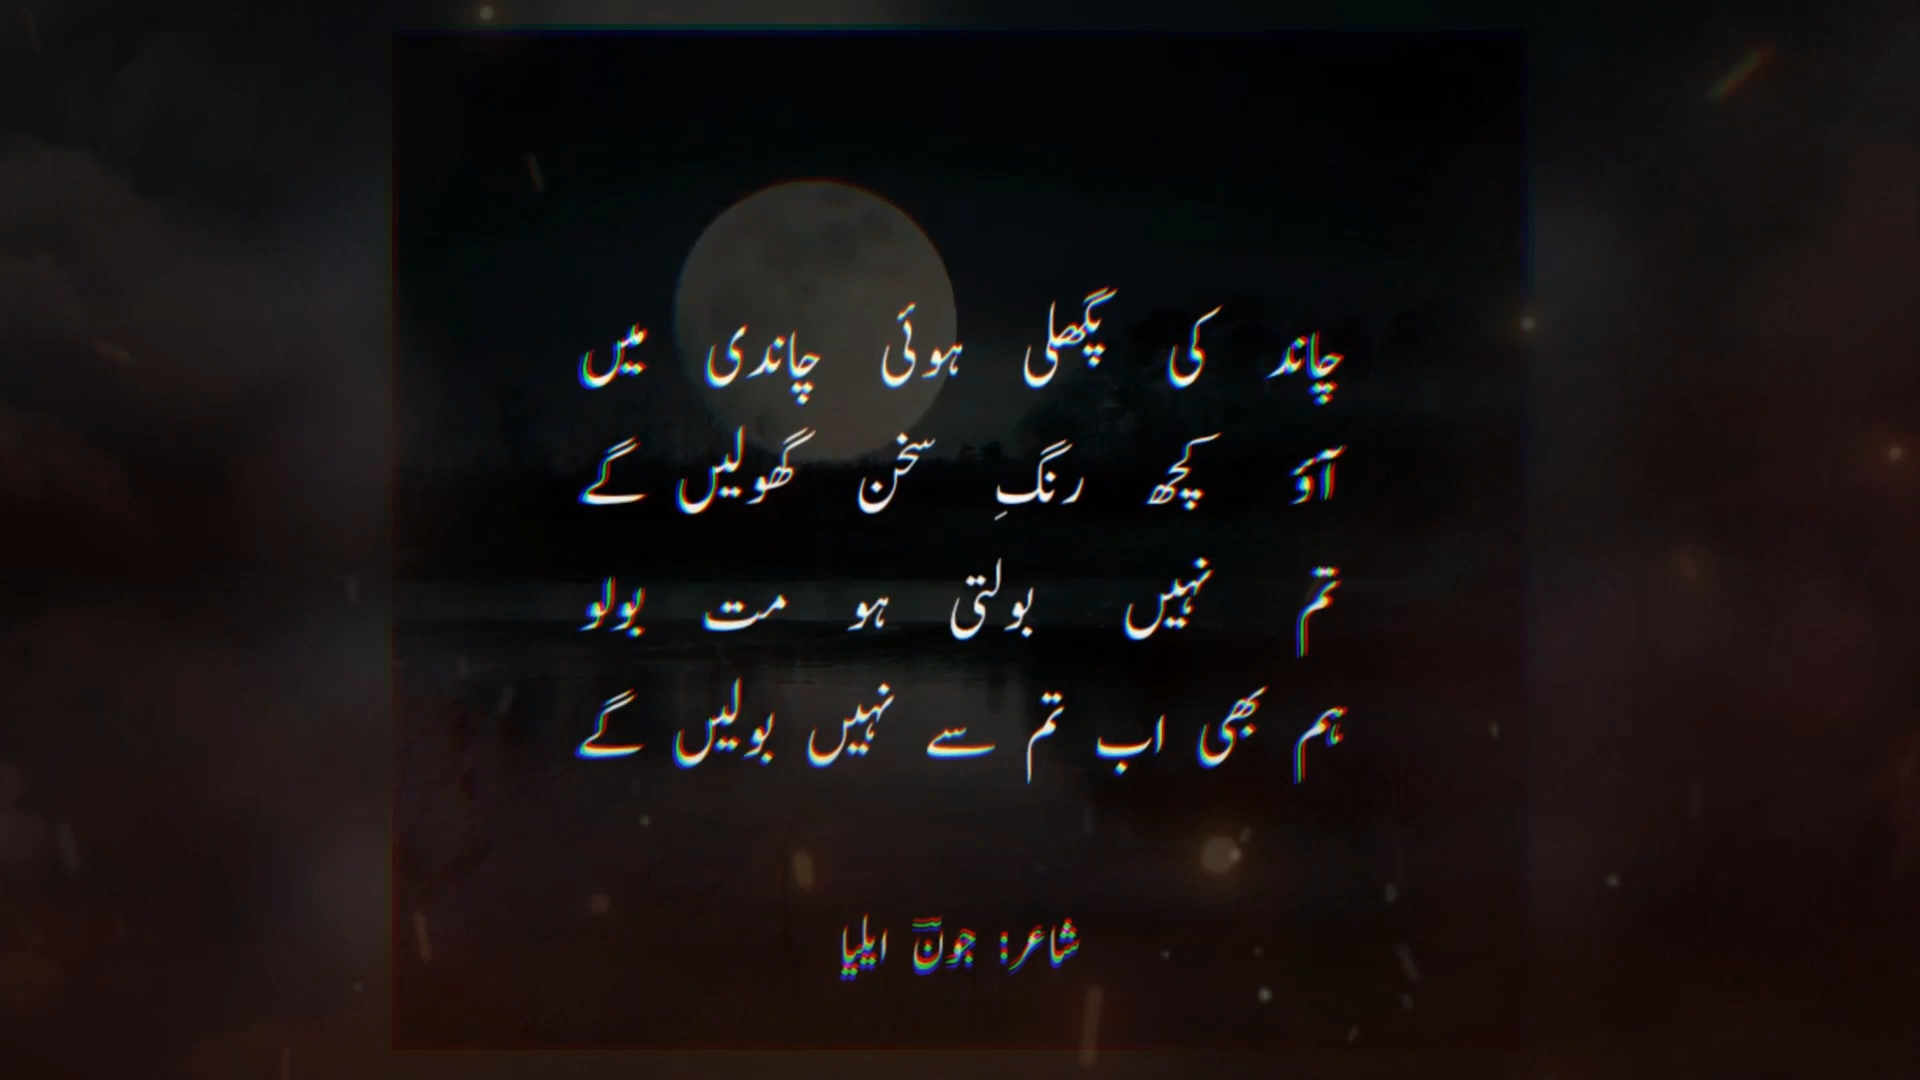 چاند کی پگھلی ہوئی چاندی میں
آؤ کچھ رنگِ سخن گھولیں گے
تم نہیں بولتی ہو مت بولو
ہم بھی اب تم سے نہیں بولیں گے
شاعر: جونؔ ایلیا